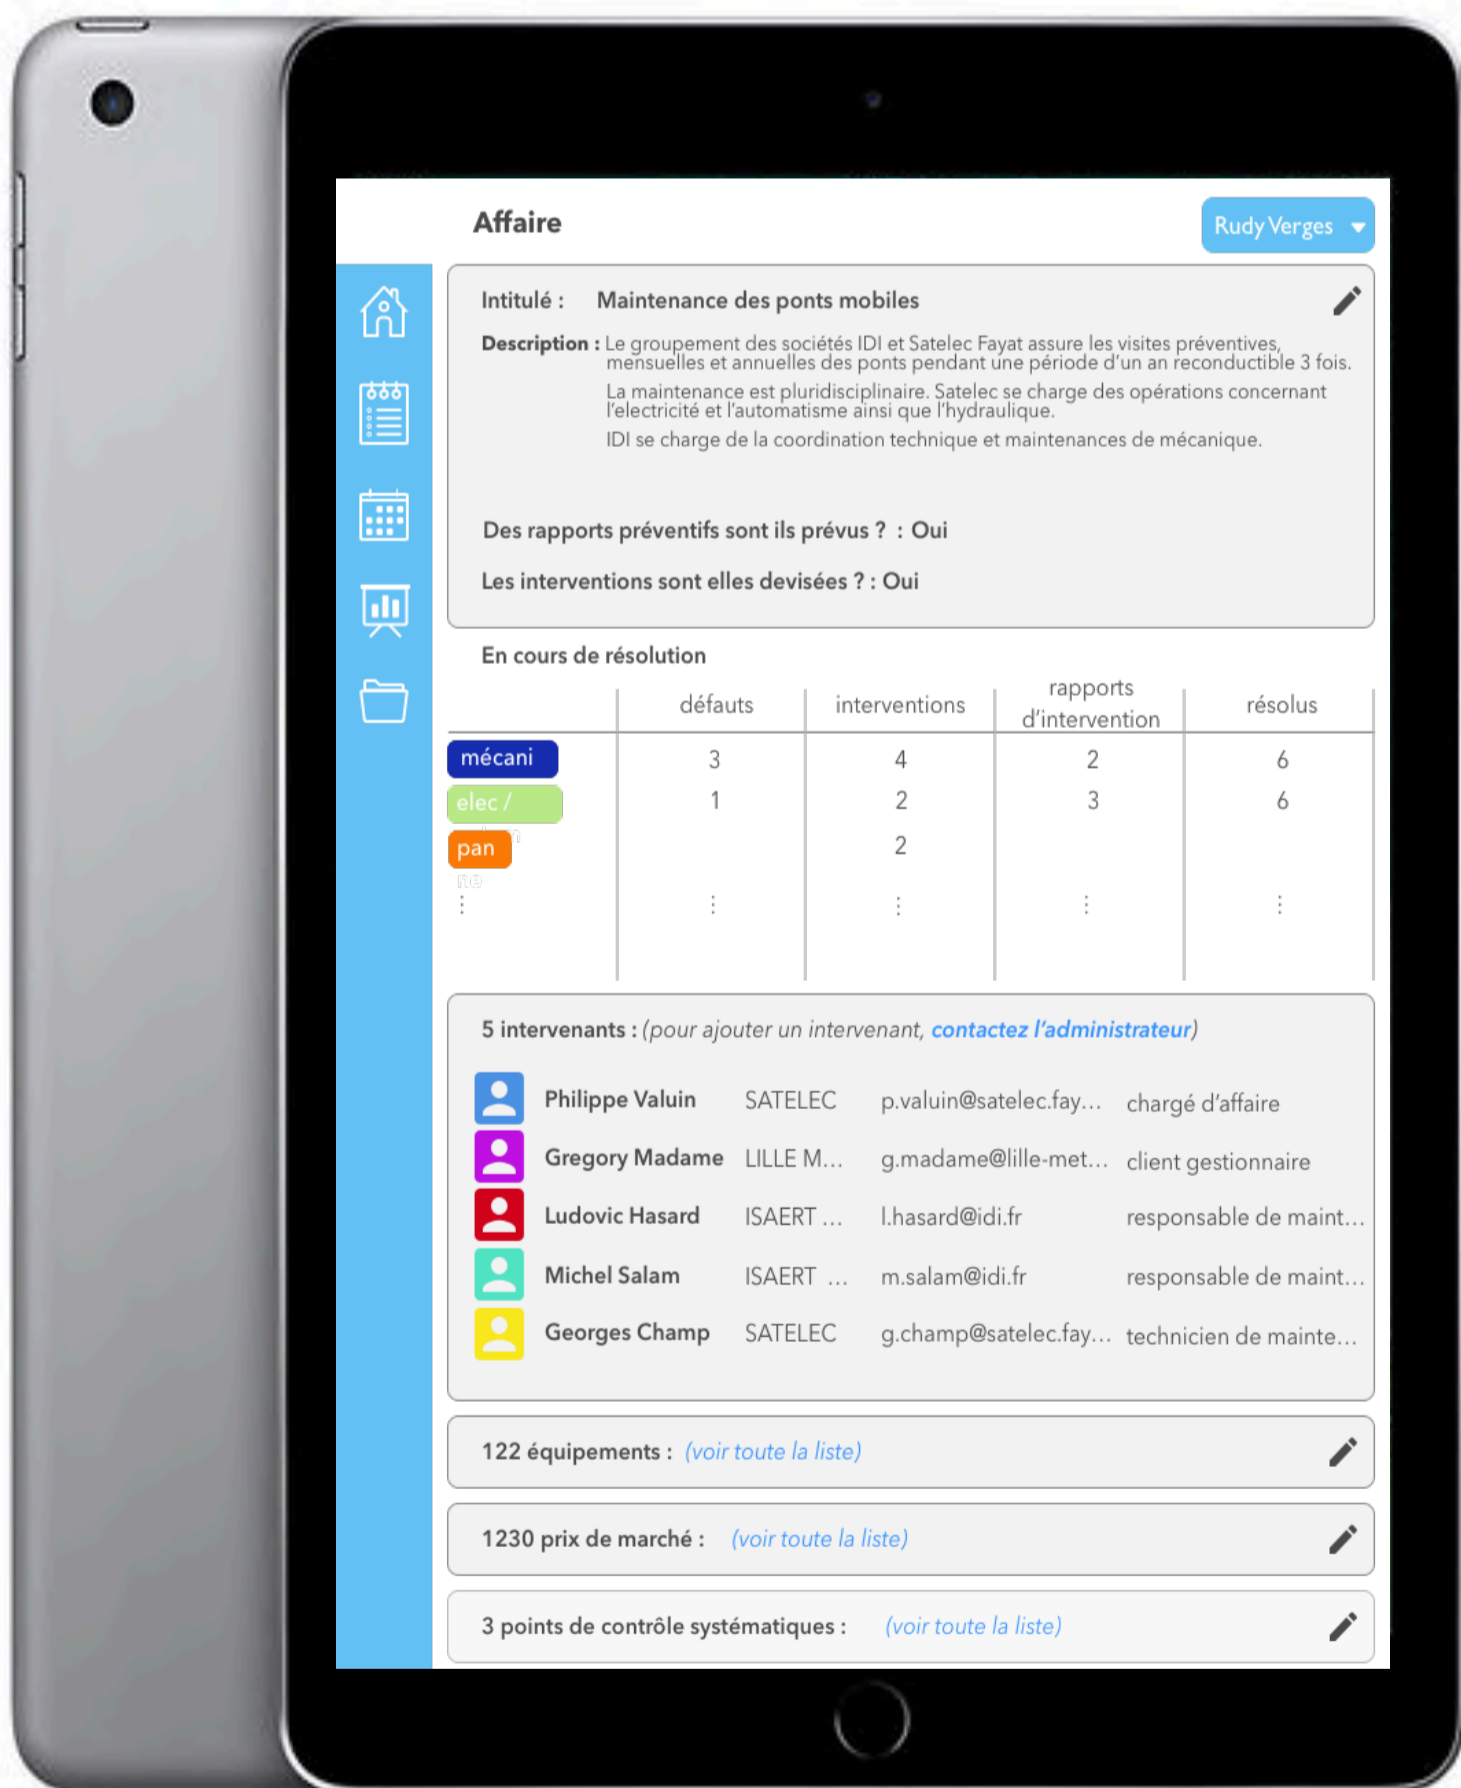 Affaire
Rudy Verges
Intitulé : Maintenance des ponts mobiles
Description : Le groupement des sociétés IDI et Satelec Fayat assure les visites préventives,
mensuelles et annuelles des ponts pendant une période d'un an reconductible 3 fois.
La maintenance est pluridisciplinaire. Satelec se charge des opérations concernant
l'electricité et l'automatisme ainsi que l'hydraulique.
IDI se charge de la coordination technique et maintenances de mécanique.
Des rapports préventifs sont ils prévus ? : Oui
Les interventions sont elles devisées ? : Oui
En cours de résolution
défauts interventions rapports d'intervention résolus
mécani 3 4 2 6
elec / 1 2 3 6
pan 2
ne
5 intervenants : (pour ajouter un intervenant, contactez l'administrateur)
Philippe Valuin SATELEC p.valuin@satelec.fay... chargé d'affaire
Gregory Madame LILLE M... g.madame@lille-met... client gestionnaire
Ludovic Hasard ISAERT ... l.hasard@idi.fr responsable de maint...
Michel Salam ISAERT ... m.salam@idi.fr responsable de maint...
Georges Champ SATELEC g.champ@satelec.fay... technicien de mainte...
122 équipements : (voir toute la liste)
1230 prix de marché : (voir toute la liste)
3 points de contrôle systématiques : (voir toute la liste)